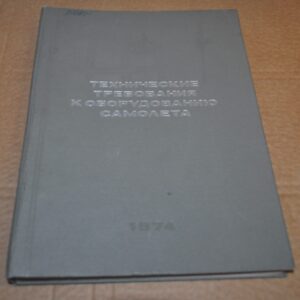 ТЕХНИЧЕСКИЕ
ТРЕБОВАНИЯ
К ОБОРУДОВАНИЮ
САМОЛЕТА
1974